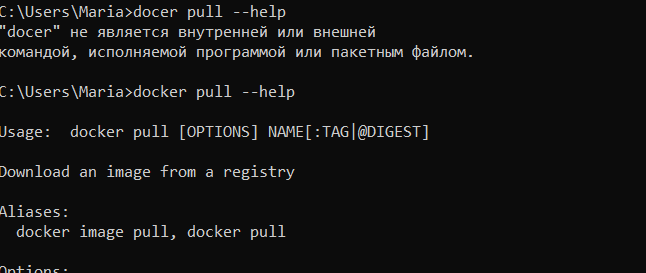 C:\Users\Maria>docer pull --help
"docer" не является внутренней или внешней
командой, исполняемой программой или пакетным файлом.
C:\Users\Maria>docker pull --help
Usage:  docker pull [OPTIONS] NAME[:TAG|@DIGEST]
Download an image from a registry
Aliases:
  docker image pull, docker pull
Options: